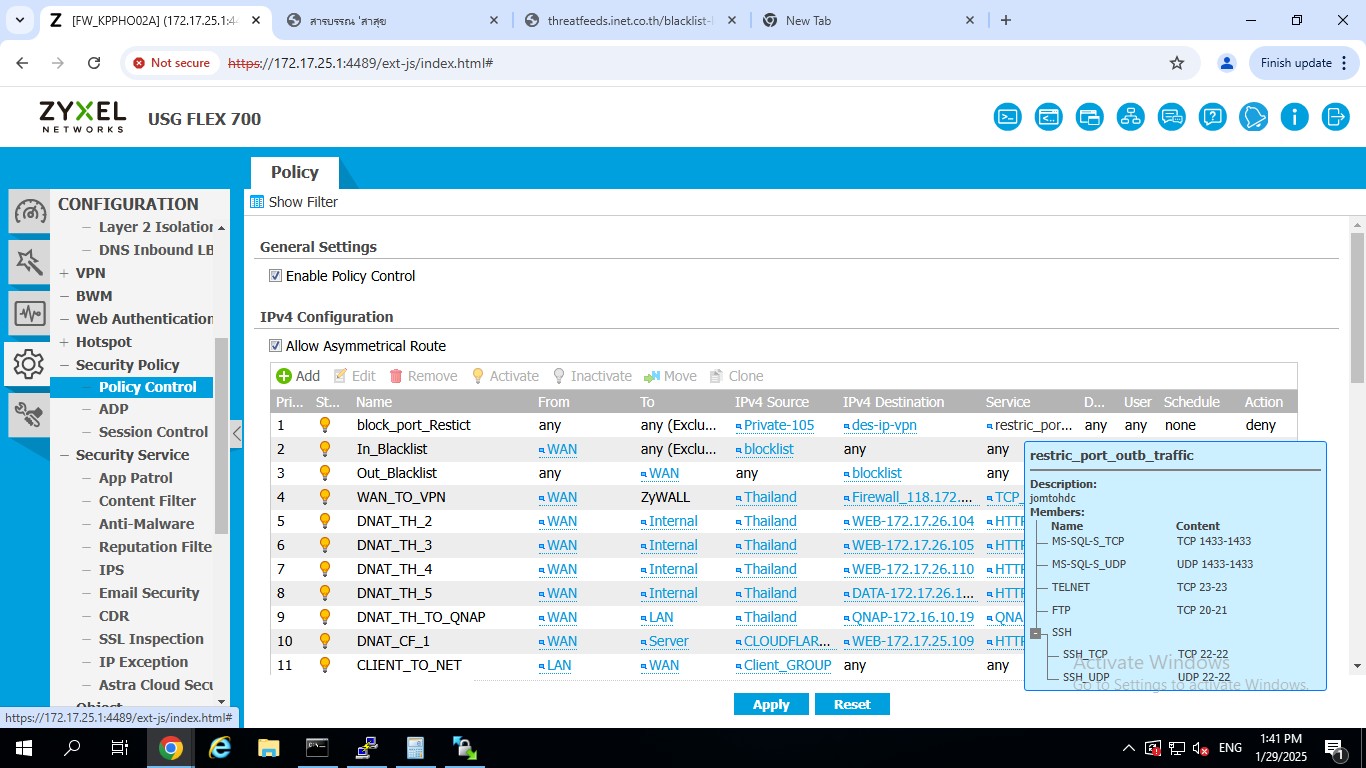 [FW_KPPHO02A] (172.17.25.1:44
สารบรรณ 'สาสุข
threatfeeds.inet.co.th/blacklist-
New Tab
Not secure
https://172.17.25.1:4489/ext-js/index.html#
Finish update
ZYXEL
NETWORKS
USG FLEX 700
Policy
Show Filter
CONFIGURATION
Layer 2 Isolation
DNS Inbound LB
VPN
BWM
Web Authentication
Hotspot
Security Policy
Policy Control
ADP
Session Control
Security Service
App Patrol
Content Filter
Anti-Malware
Reputation Filte
IPS
Email Security
CDR
SSL Inspection
IP Exception
Astra Cloud Secu
Object
https://172.17.25.1:4489/ext-js/index.html#
General Settings
Enable Policy Control
IPv4 Configuration
Allow Asymmetrical Route
Add Edit Remove Activate Inactivate Move Clone
Pri... St... Name From To IPv4 Source IPv4 Destination Service D... User Schedule Action
1 block_port_Restict any any (Exclu... Private-105 des-ip-vpn restric_por... any any none deny
2 In_Blacklist WAN any (Exclu... blocklist any any
3 Out_Blacklist any WAN any blocklist any
4 WAN_TO_VPN WAN ZyWALL Thailand Firewall_118.172.... TCP_
5 DNAT_TH_2 WAN Internal Thailand WEB-172.17.26.104 HTTP
6 DNAT_TH_3 WAN Internal Thailand WEB-172.17.26.105 HTTP
7 DNAT_TH_4 WAN Internal Thailand WEB-172.17.26.110 HTTP
8 DNAT_TH_5 WAN Internal Thailand DATA-172.17.26.1... HTTP
9 DNAT_TH_TO_QNAP WAN LAN Thailand QNAP-172.16.10.19 QNA
10 DNAT_CF_1 WAN Server CLOUDFLAR... WEB-172.17.25.109 HTTP
11 CLIENT_TO_NET LAN WAN Client_GROUP any any
restric_port_outb_traffic
Description:
jomtohdc
Members:
Name Content
MS-SQL-S_TCP TCP 1433-1433
MS-SQL-S_UDP UDP 1433-1433
TELNET TCP 23-23
FTP TCP 20-21
SSH
SSH_TCP TCP 22-22
SSH_UDP UDP 22-22
Activate Windows
Go to Settings to activate Windows.
Apply Reset
ENG
1:41 PM
1/29/2025
1